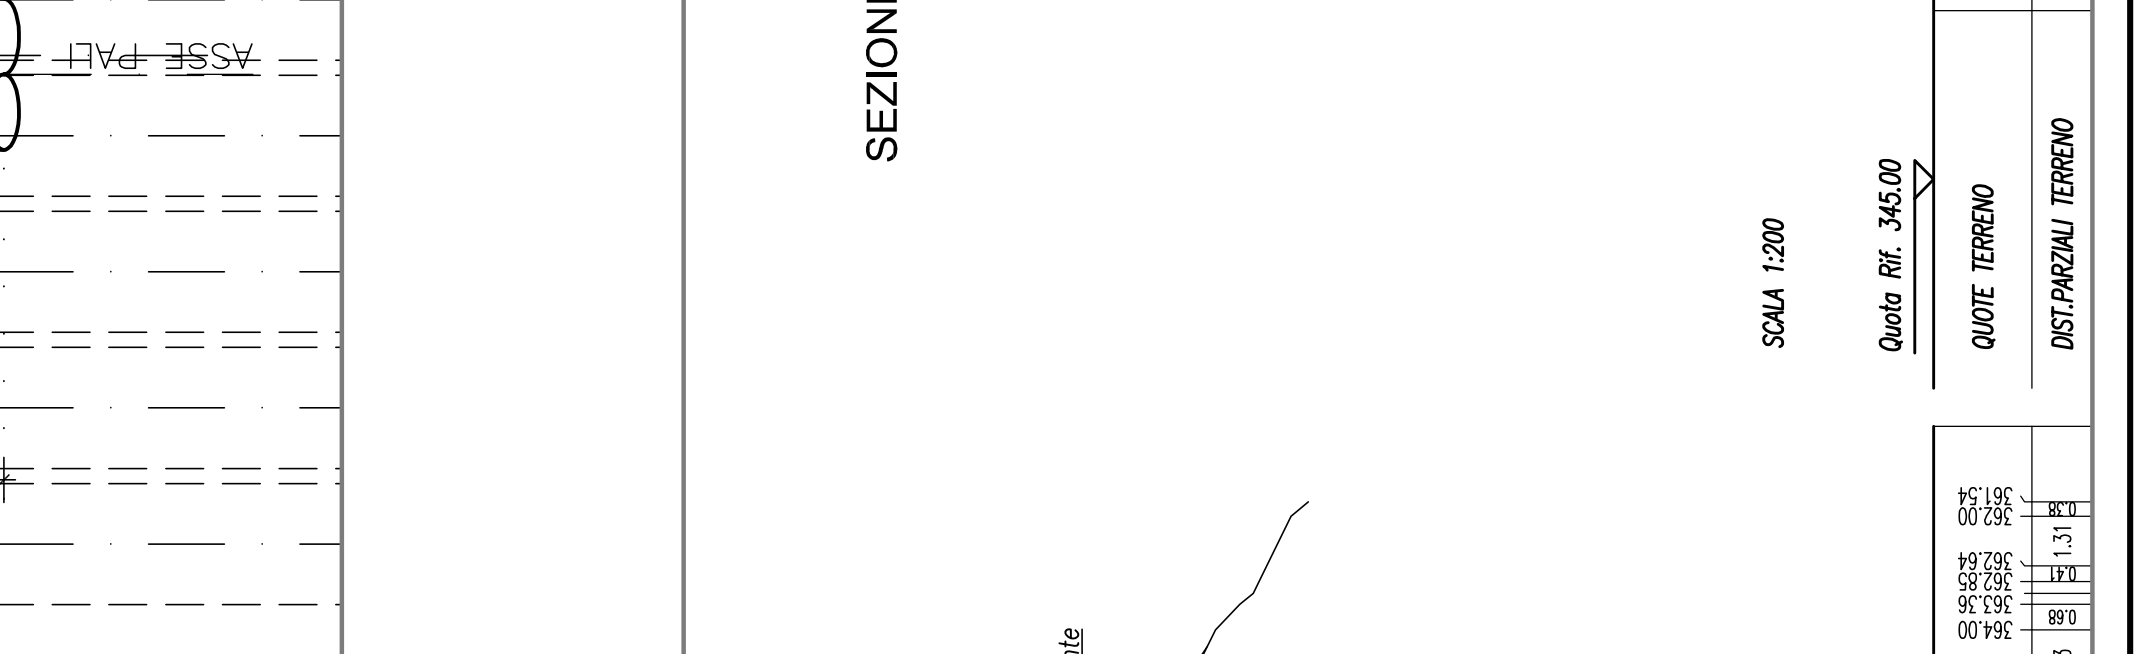 ASSE PALI
SEZIONI
SCALA 1:200
Quota Rif. 345.00
QUOTE TERRENO
DIST.PARZIALI TERRENO
361.54
362.00
362.64
362.85
363.36
364.00
0.38
1.31
0.41
0.68
nte